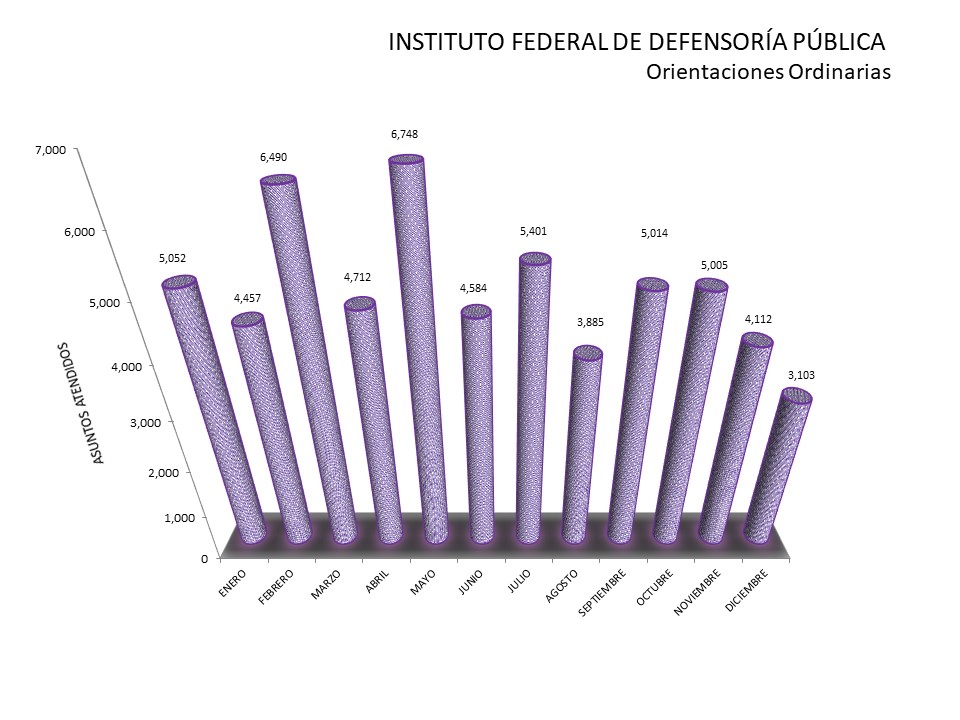 INSTITUTO FEDERAL DE DEFENSORÍA PÚBLICA
Orientaciones Ordinarias
7,000
6,000
5,000
4,000
3,000
2,000
1,000
0
ASUNTOS ATENDIDOS
5,052
4,457
6,490
4,712
6,748
4,584
5,401
3,885
5,014
5,005
4,112
3,103
ENERO
FEBRERO
MARZO
ABRIL
MAYO
JUNIO
JULIO
AGOSTO
SEPTIEMBRE
OCTUBRE
NOVIEMBRE
DICIEMBRE